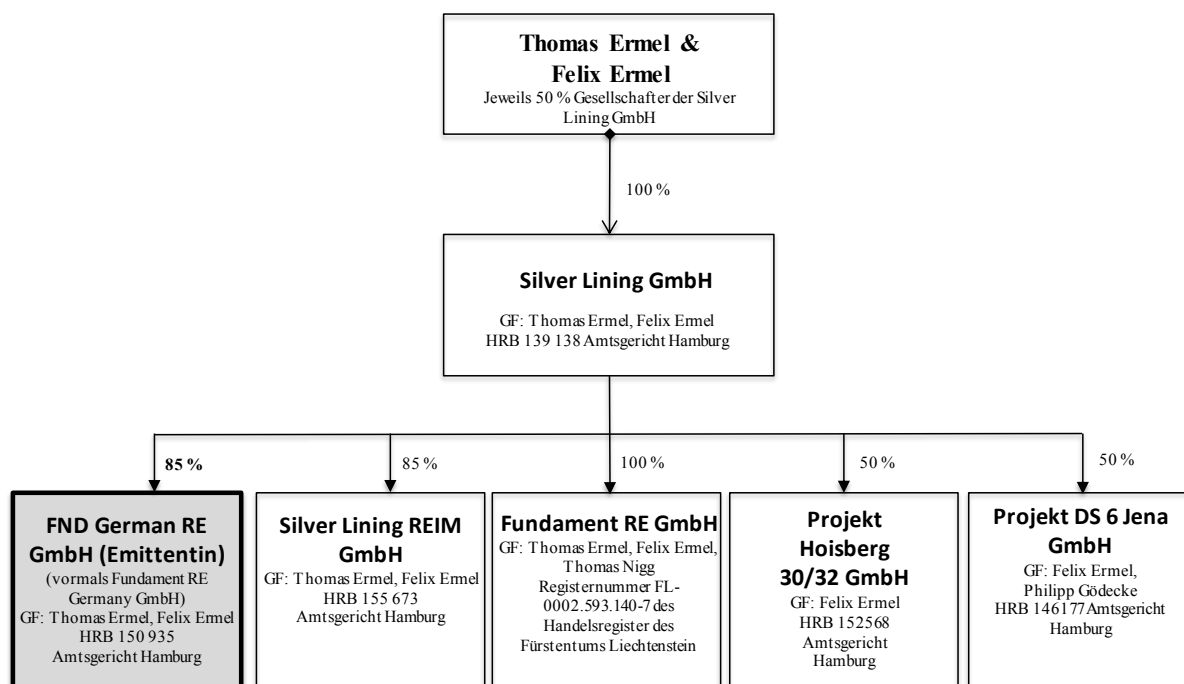 Thomas Ermel &
Felix Ermel
Jeweils 50 % Gesellschafter der Silver
Lining GmbH
100 %
Silver Lining GmbH
GF: Thomas Ermel, Felix Ermel
HRB 139 138 Amtsgericht Hamburg
85 %
85 %
100 %
50 %
50 %
FND German RE
GmbH (Emittentin)
(vormals Fundament RE
Germany GmbH)
GF: Thomas Ermel, Felix Ermel
HRB 150 935
Amtsgericht Hamburg
Silver Lining REIM
GmbH
GF: Thomas Ermel, Felix Ermel
HRB 155 673
Amtsgericht Hamburg
Fundament RE GmbH
GF: Thomas Ermel, Felix Ermel,
Thomas Nigg
Registernummer FL-
0002.593.140-7 des
Handelsregister des
Fürstentums Liechtenstein
Projekt
Hoisberg
30/32 GmbH
GF: Felix Ermel
HRB 152568
Amtsgericht
Hamburg
Projekt DS 6 Jena
GmbH
GF: Felix Ermel,
Philipp Gödecke
HRB 146177 Amtsgericht
Hamburg